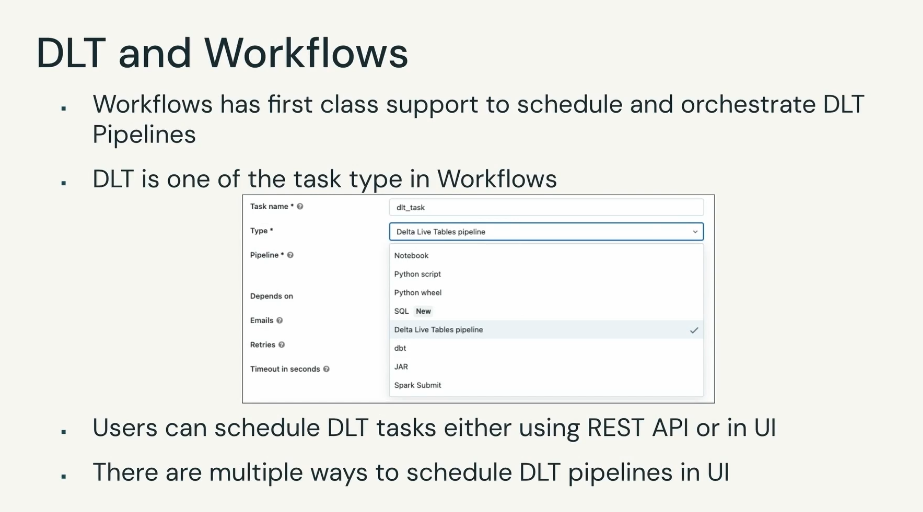 DLT and Workflows
▪ Workflows has first class support to schedule and orchestrate DLT
Pipelines
▪ DLT is one of the task type in Workflows
Task name * dlt_task
Type * Delta Live Tables pipeline
Pipeline * Notebook
Python script
Python wheel
Depends on
SQL New
Emails
Delta Live Tables pipeline
Retries dbt
Timeout in seconds JAR
Spark Submit
▪ Users can schedule DLT tasks either using REST API or in UI
▪ There are multiple ways to schedule DLT pipelines in UI